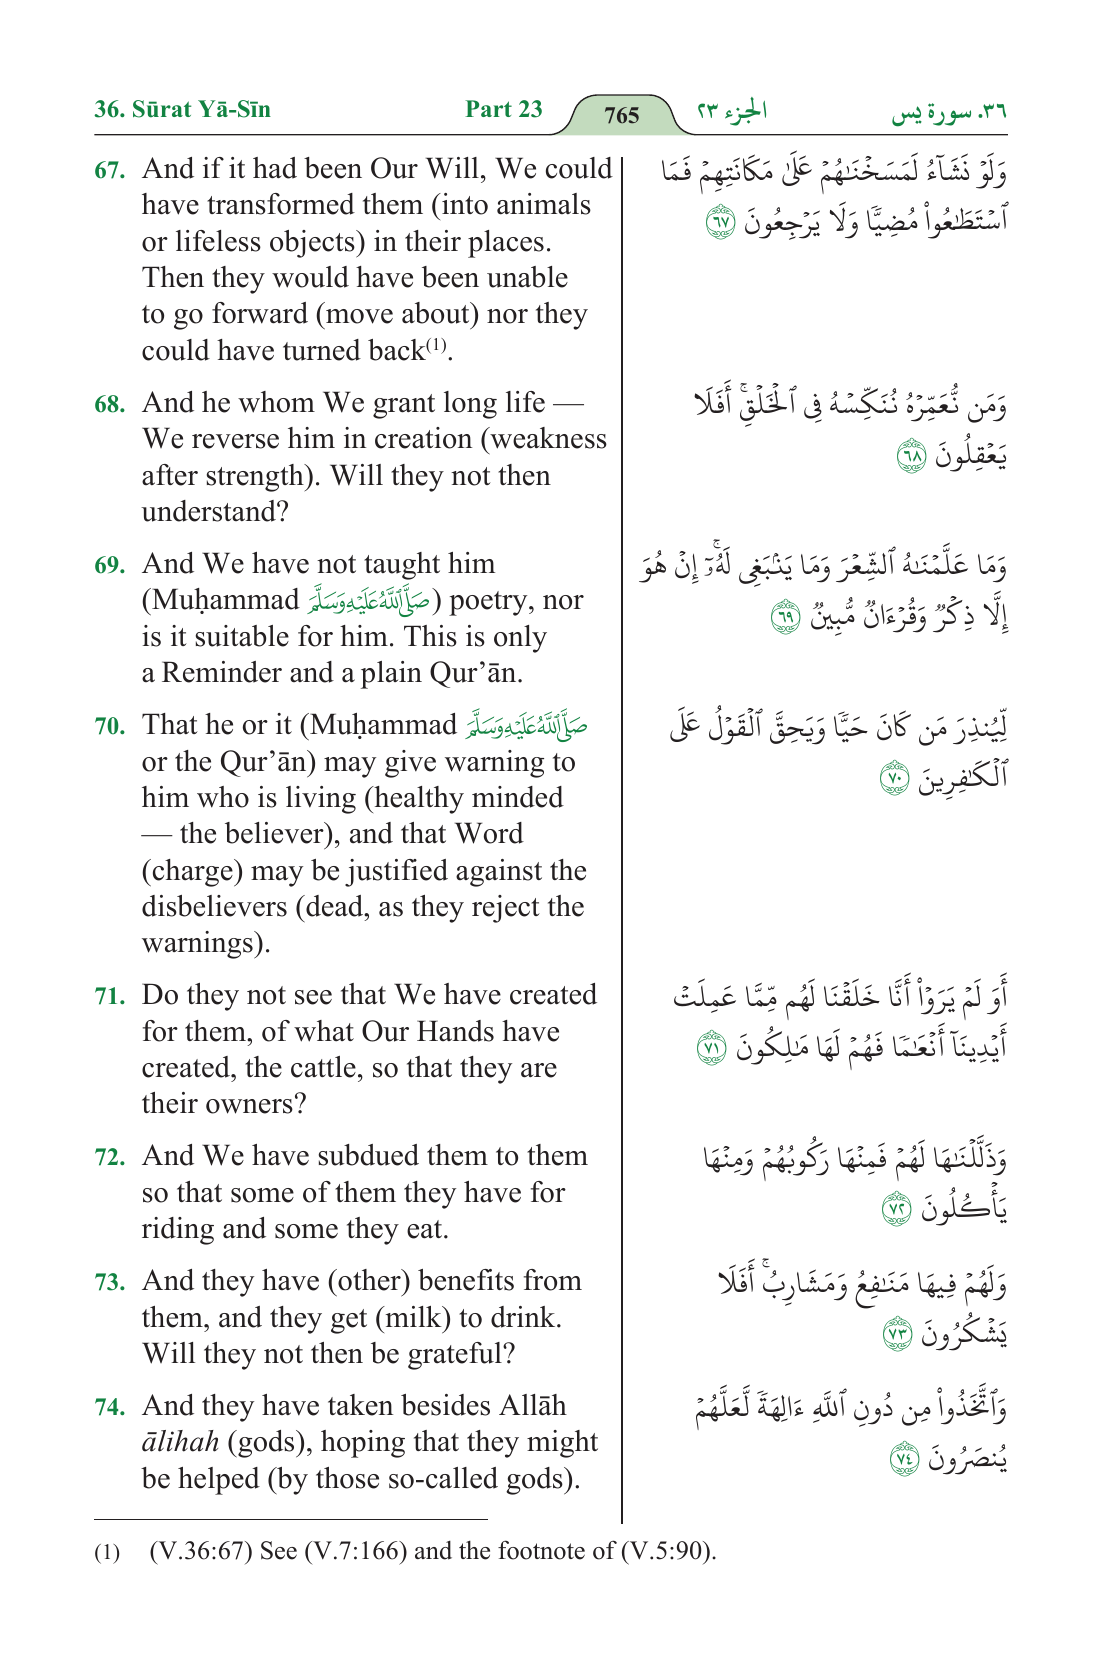 36. Sūrat Yā-Sīn Part 23 765 الجزء ٢٣ ٣٦. سورة يس
67. And if it had been Our Will, We could
have transformed them (into animals
or lifeless objects) in their places.
Then they would have been unable
to go forward (move about) nor they
could have turned back(1).
وَلَوْ نَشَآءُ لَمَسَخْنَٰهُمْ عَلَىٰ مَكَانَتِهِمْ فَمَا
ٱسْتَطَٰعُوا۟ مُضِيًّا وَلَا يَرْجِعُونَ ٦٧
68. And he whom We grant long life —
We reverse him in creation (weakness
after strength). Will they not then
understand?
وَمَن نُّعَمِّرْهُ نُنَكِّسْهُ فِى ٱلْخَلْقِ ۚ أَفَلَا
يَعْقِلُونَ ٦٨
69. And We have not taught him
(Muḥammad صَلَّى ٱللَّهُ عَلَيْهِ وَسَلَّمَ) poetry, nor
is it suitable for him. This is only
a Reminder and a plain Qur’ān.
وَمَا عَلَّمْنَٰهُ ٱلشِّعْرَ وَمَا يَنۢبَغِى لَهُۥٓ ۚ إِنْ هُوَ
إِلَّا ذِكْرٌ وَقُرْءَانٌ مُّبِينٌ ٦٩
70. That he or it (Muḥammad صَلَّى ٱللَّهُ عَلَيْهِ وَسَلَّمَ
or the Qur’ān) may give warning to
him who is living (healthy minded
— the believer), and that Word
(charge) may be justified against the
disbelievers (dead, as they reject the
warnings).
لِّيُنذِرَ مَن كَانَ حَيًّا وَيَحِقَّ ٱلْقَوْلُ عَلَى
ٱلْكَٰفِرِينَ ٧٠
71. Do they not see that We have created
for them, of what Our Hands have
created, the cattle, so that they are
their owners?
أَوَ لَمْ يَرَوْا۟ أَنَّا خَلَقْنَا لَهُم مِّمَّا عَمِلَتْ
أَيْدِينَآ أَنْعَٰمًا فَهُمْ لَهَا مَٰلِكُونَ ٧١
72. And We have subdued them to them
so that some of them they have for
riding and some they eat.
وَذَلَّلْنَٰهَا لَهُمْ فَمِنْهَا رَكُوبُهُمْ وَمِنْهَا
يَأْكُلُونَ ٧٢
73. And they have (other) benefits from
them, and they get (milk) to drink.
Will they not then be grateful?
وَلَهُمْ فِيهَا مَنَٰفِعُ وَمَشَارِبُ ۚ أَفَلَا
يَشْكُرُونَ ٧٣
74. And they have taken besides Allāh
ālihah (gods), hoping that they might
be helped (by those so-called gods).
وَٱتَّخَذُوا۟ مِن دُونِ ٱللَّهِ ءَالِهَةً لَّعَلَّهُمْ
يُنصَرُونَ ٧٤
(1) (V.36:67) See (V.7:166) and the footnote of (V.5:90).